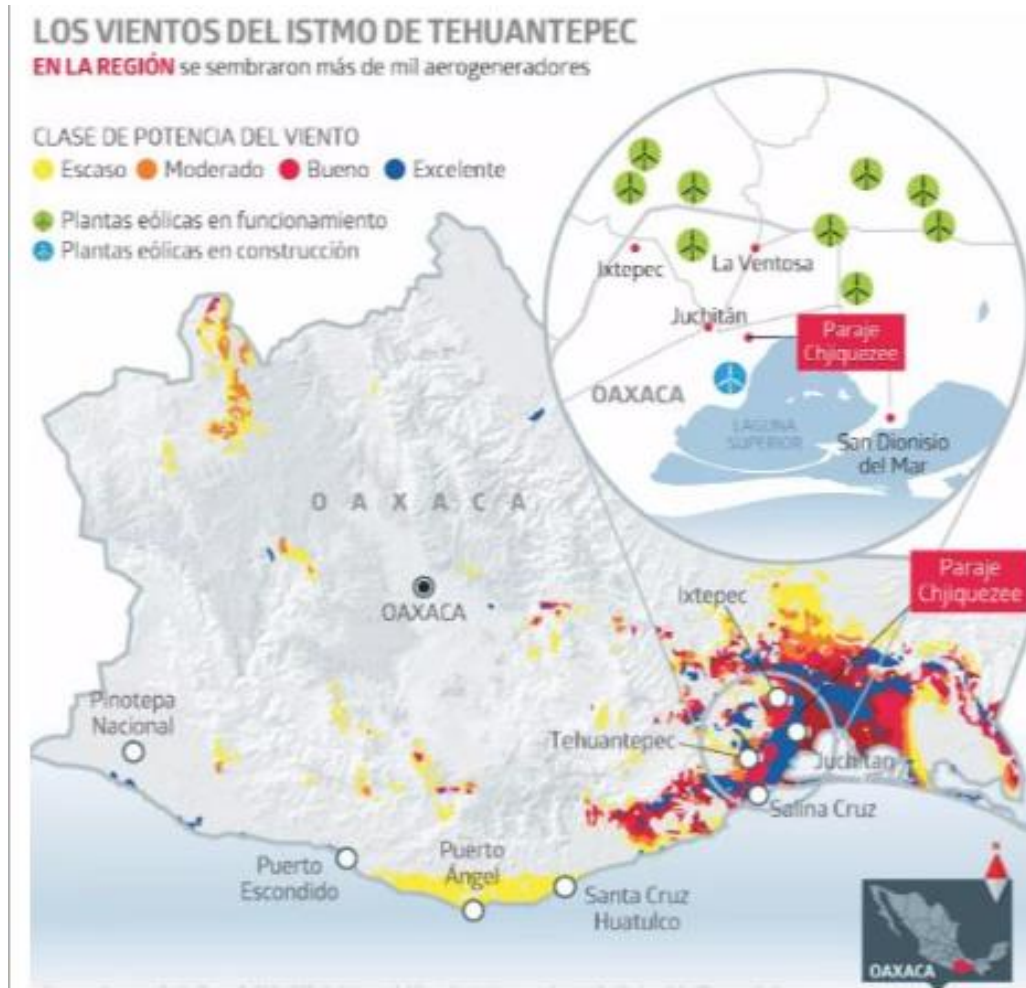 LOS VIENTOS DEL ISTMO DE TEHUANTEPEC
EN LA REGIÓN se sembraron más de mil aerogeneradores
CLASE DE POTENCIA DEL VIENTO
Escaso Moderado Bueno Excelente
Plantas eólicas en funcionamiento
Plantas eólicas en construcción
Ixtepec
La Ventosa
Juchitán
Paraje
Chjiquezee
OAXACA
LAGUNA
SUPERIOR
San Dionisio
del Mar
OAXACA
OAXACA
Ixtepec
Paraje
Chjiquezee
Pinotepa
Nacional
Tehuantepec
Juchitan
Salina Cruz
Puerto
Escondido
Puerto
Ángel
Santa Cruz
Huatulco
N
OAXACA